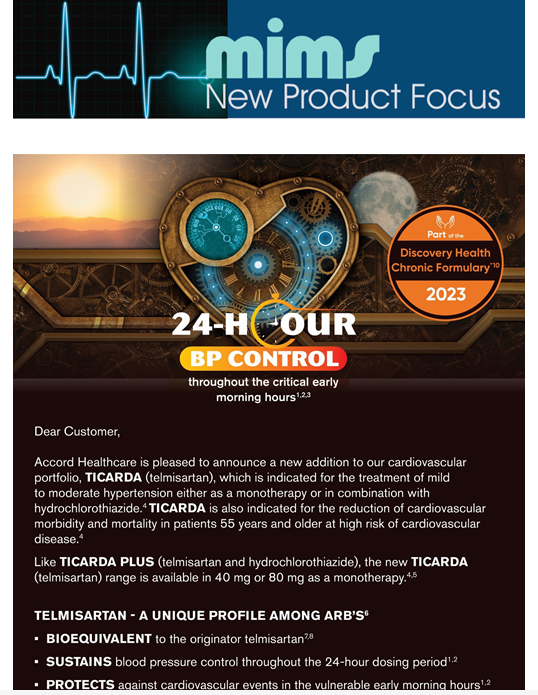 mims
New Product Focus
Part of the
Discovery Health
Chronic Formulary*10
2023
24-HOUR
BP CONTROL
throughout the critical early
morning hours1,2,3
Dear Customer,
Accord Healthcare is pleased to announce a new addition to our cardiovascular
portfolio, TICARDA (telmisartan), which is indicated for the treatment of mild
to moderate hypertension either as a monotherapy or in combination with
hydrochlorothiazide.4 TICARDA is also indicated for the reduction of cardiovascular
morbidity and mortality in patients 55 years and older at high risk of cardiovascular
disease.4
Like TICARDA PLUS (telmisartan and hydrochlorothiazide), the new TICARDA
(telmisartan) range is available in 40 mg or 80 mg as a monotherapy.4,5
TELMISARTAN - A UNIQUE PROFILE AMONG ARB'S6
▪ BIOEQUIVALENT to the originator telmisartan7,8
▪ SUSTAINS blood pressure control throughout the 24-hour dosing period1,2
▪ PROTECTS against cardiovascular events in the vulnerable early morning hours1,2